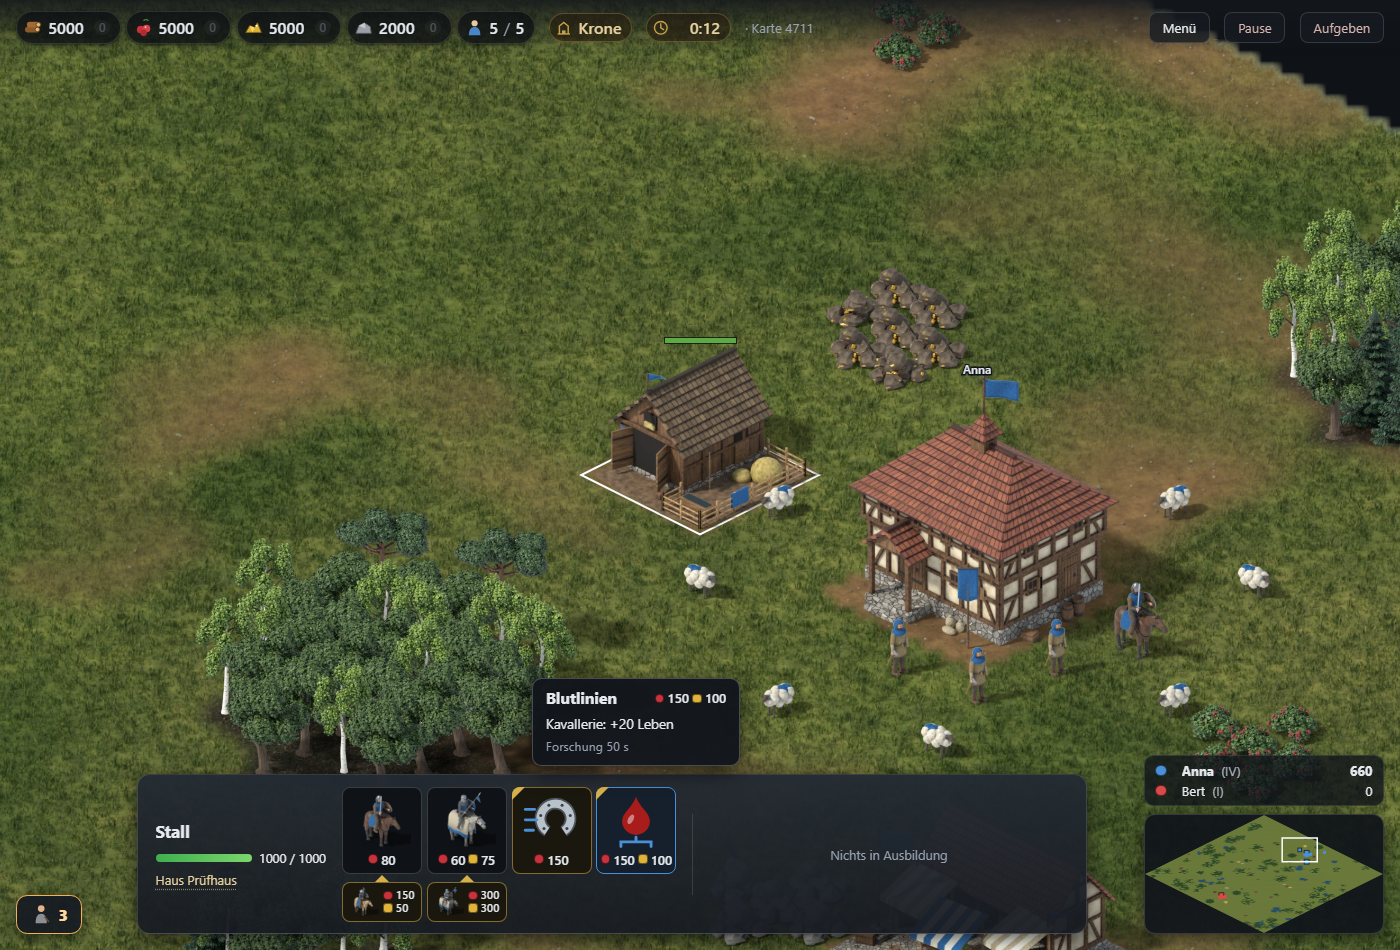 5000 0 5000 0 5000 0 2000 0 5 / 5 Krone 0:12 · Karte 4711 Menü Pause Aufgeben
Anna
Blutlinien 150 100
Kavallerie: +20 Leben
Forschung 50 s
Anna (IV) 660
Bert (I) 0
Stall
1000 / 1000
Haus Prüfhaus
80 60 75 150 150 100
150 50
300 300
Nichts in Ausbildung
3